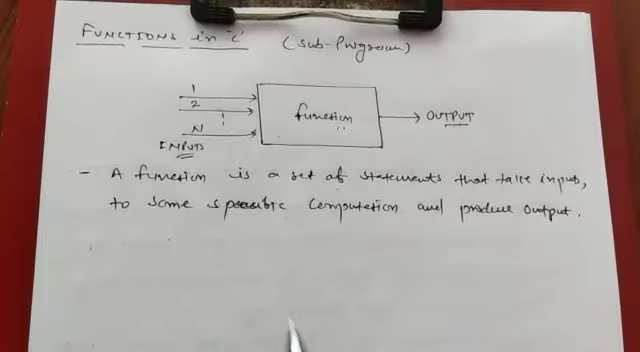 FUNCTIONS in 'C' (Sub-Program)
1
2
N
INPUTS
function
OUTPUT
- A function is a set of statements that take inputs,
to some specific computation and produce output.